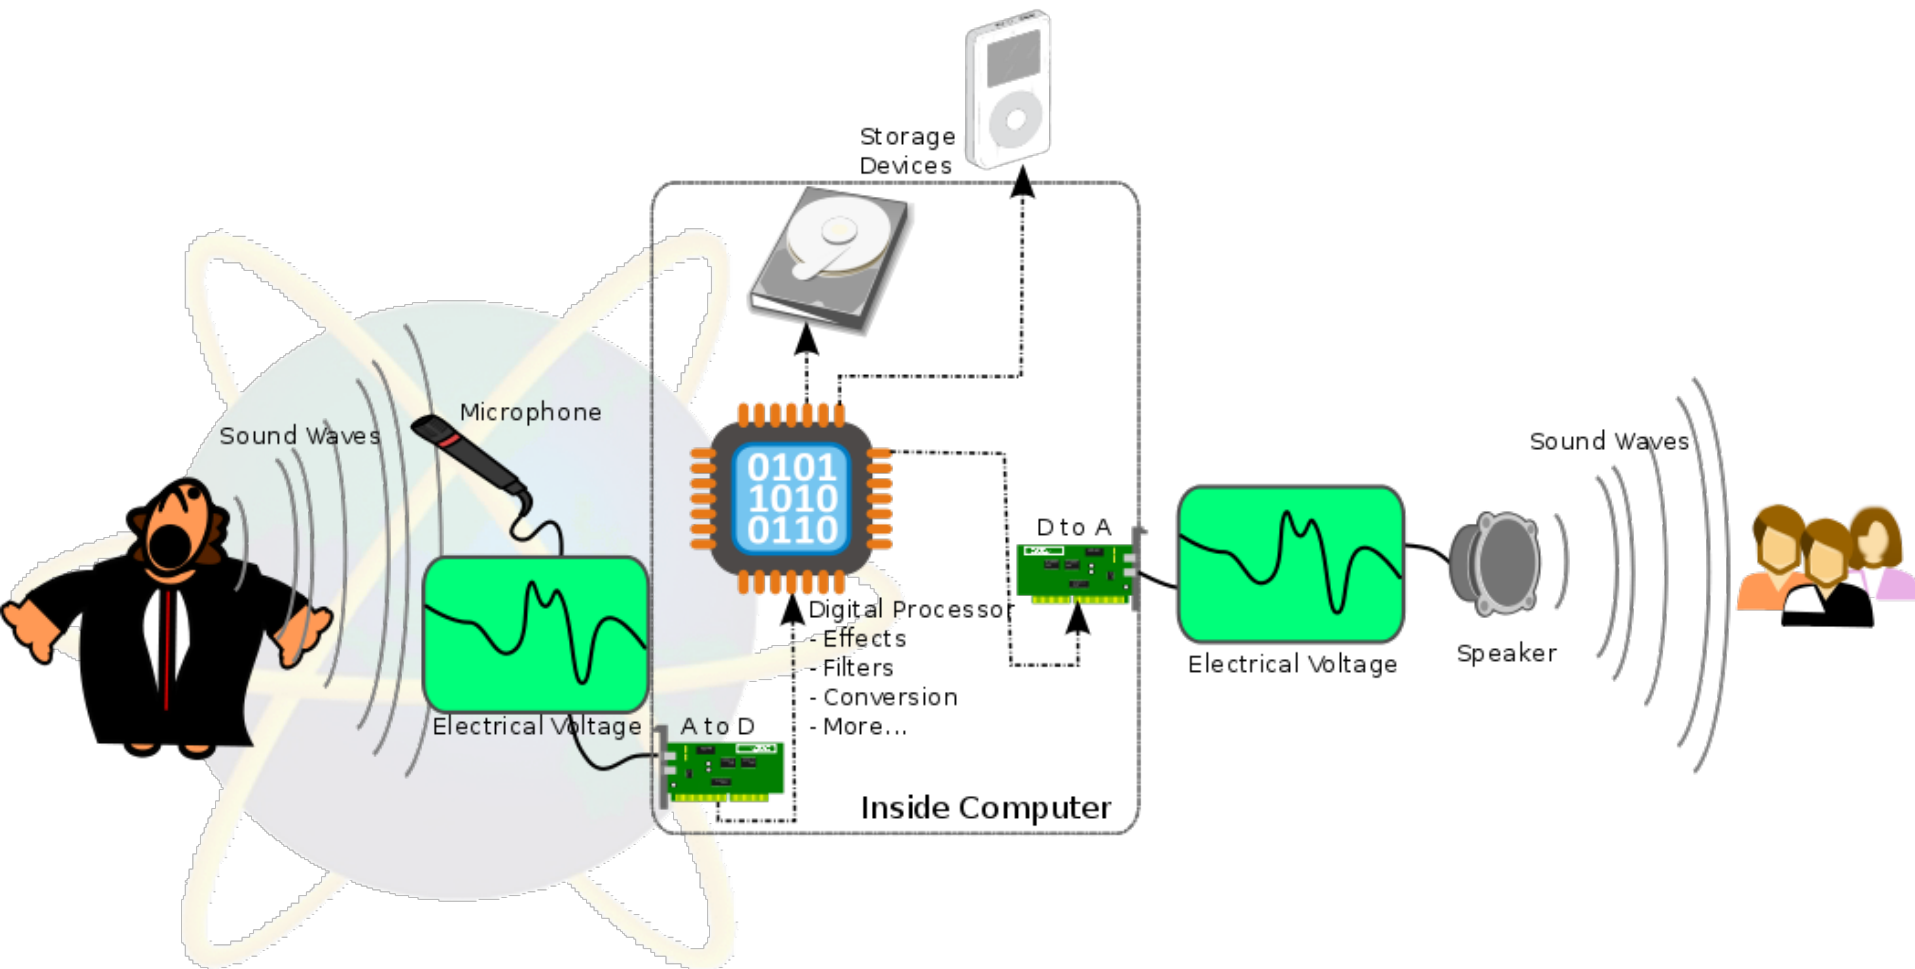 Storage
Devices
Microphone
Sound Waves
Sound Waves
0101
1010
0110
D to A
Digital Processor
- Effects
- Filters
- Conversion
- More...
Electrical Voltage
Speaker
Electrical Voltage
A to D
Inside Computer